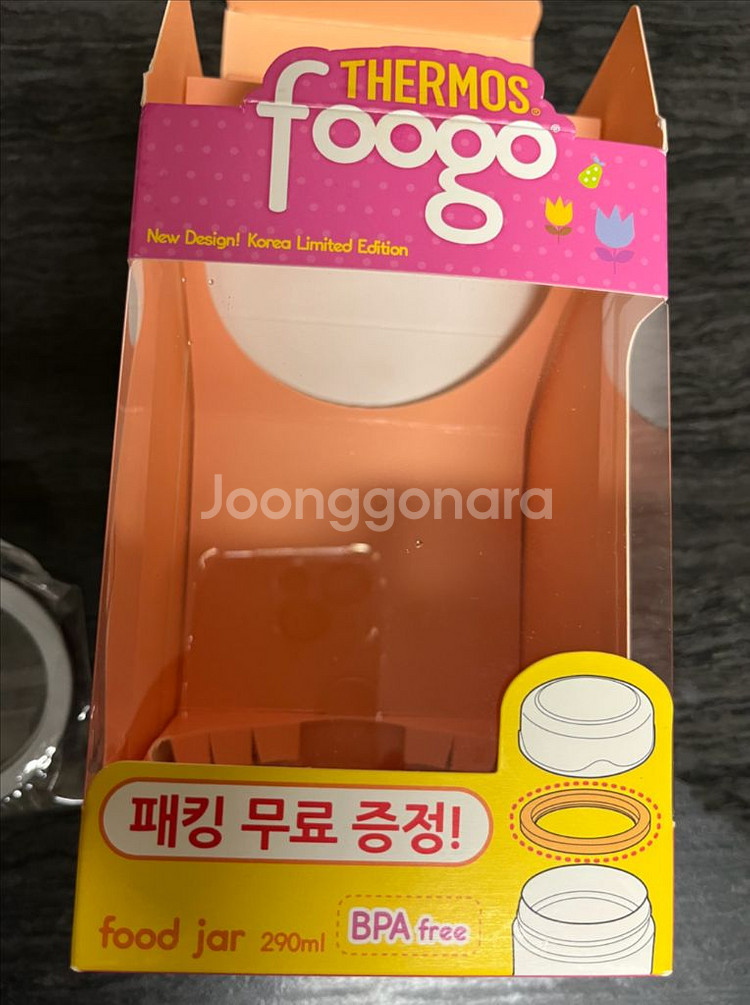 THERMOS®
foogo®
New Design! Korea Limited Edition
Joonggonara
패킹 무료 증정!
food jar 290ml
BPA free